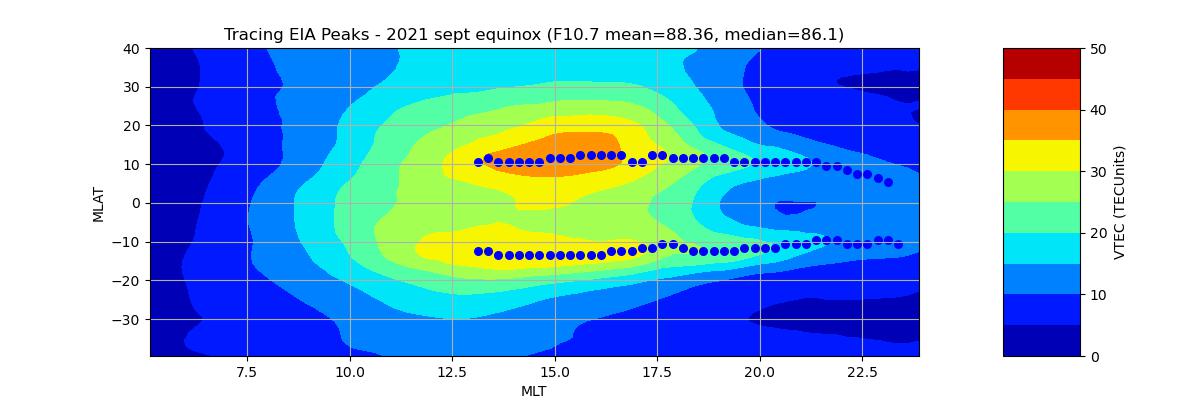 Tracing EIA Peaks - 2021 sept equinox (F10.7 mean=88.36, median=86.1)
40
30
20
10
0
−10
−20
−30
MLAT
7.5 10.0 12.5 15.0 17.5 20.0 22.5
MLT
50
40
30
20
10
0
VTEC (TECUnits)